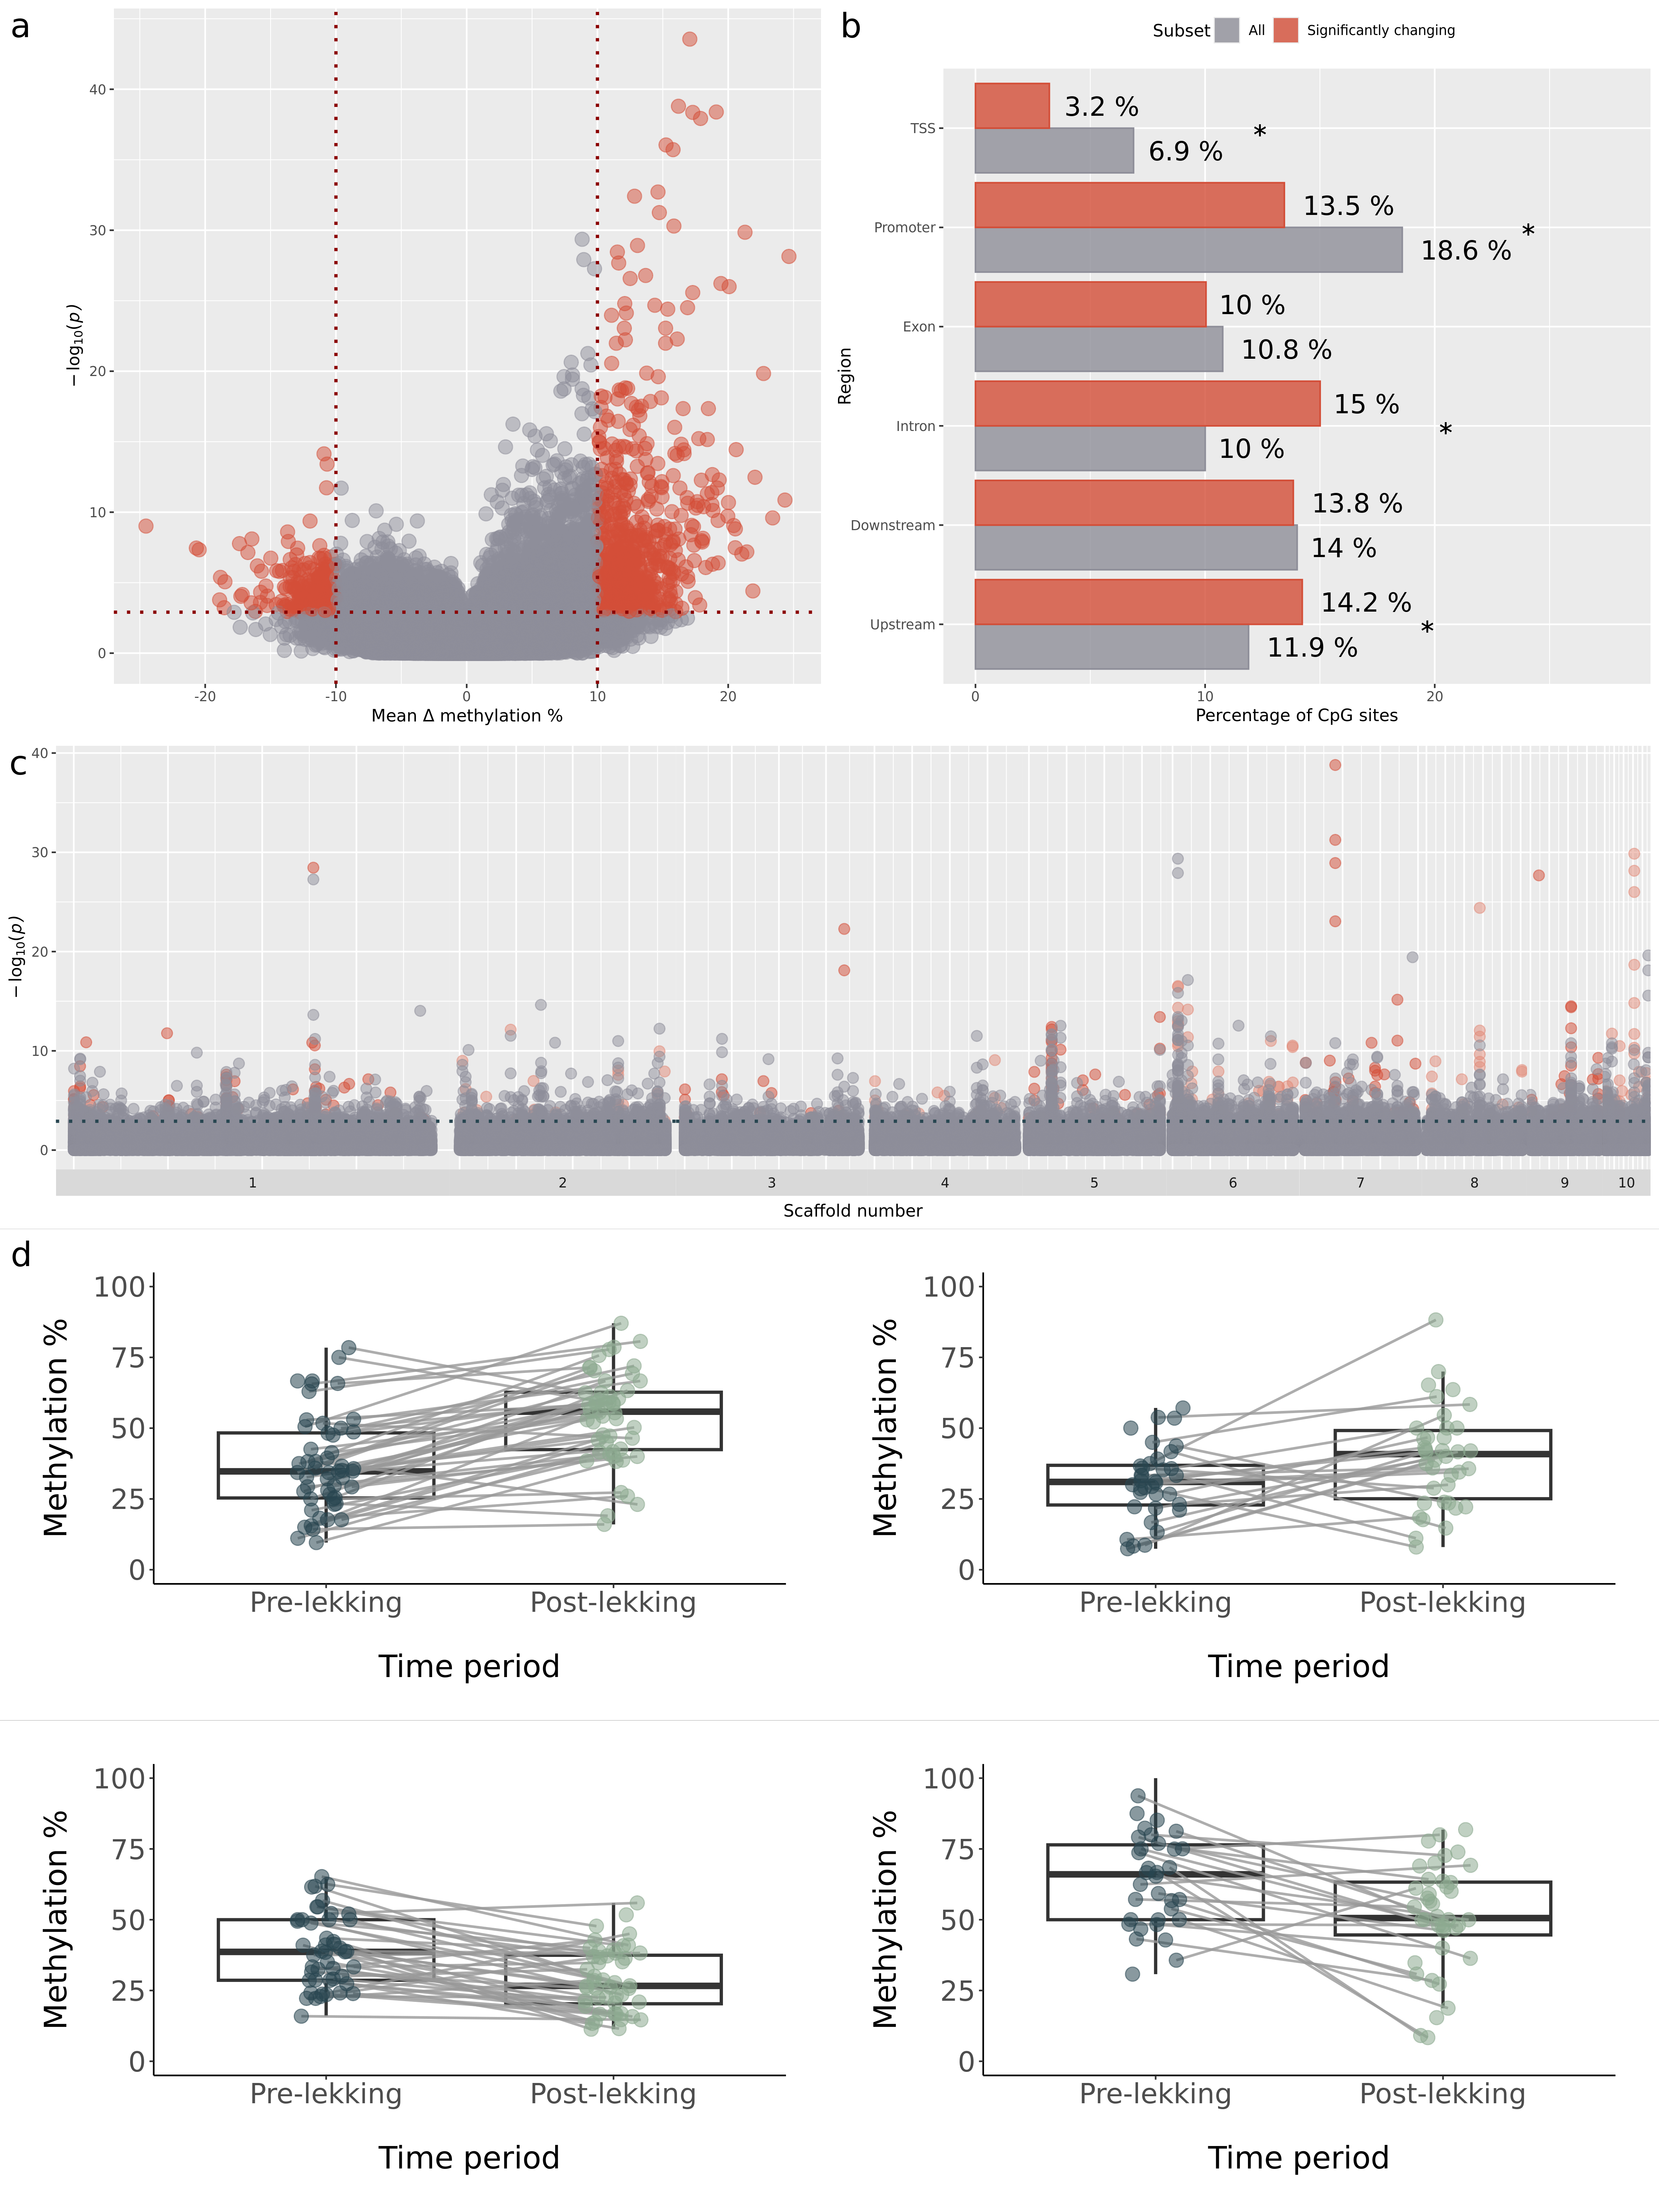 a
40
30
20
10
0
− log10(p)
-20 -10 0 10 20
Mean Δ methylation %
b
Subset All Significantly changing
TSS
3.2 %
6.9 %
*
Promoter
13.5 %
18.6 %
*
Exon
10 %
10.8 %
Intron
15 %
10 %
*
Downstream
13.8 %
14 %
Upstream
14.2 %
11.9 %
*
Region
0 10 20
Percentage of CpG sites
c
40
30
20
10
0
− log10(p)
1 2 3 4 5 6 7 8 9 10
Scaffold number
d
100
75
50
25
0
Methylation %
Pre-lekking Post-lekking
Time period
100
75
50
25
0
Methylation %
Pre-lekking Post-lekking
Time period
100
75
50
25
0
Methylation %
Pre-lekking Post-lekking
Time period
100
75
50
25
0
Methylation %
Pre-lekking Post-lekking
Time period